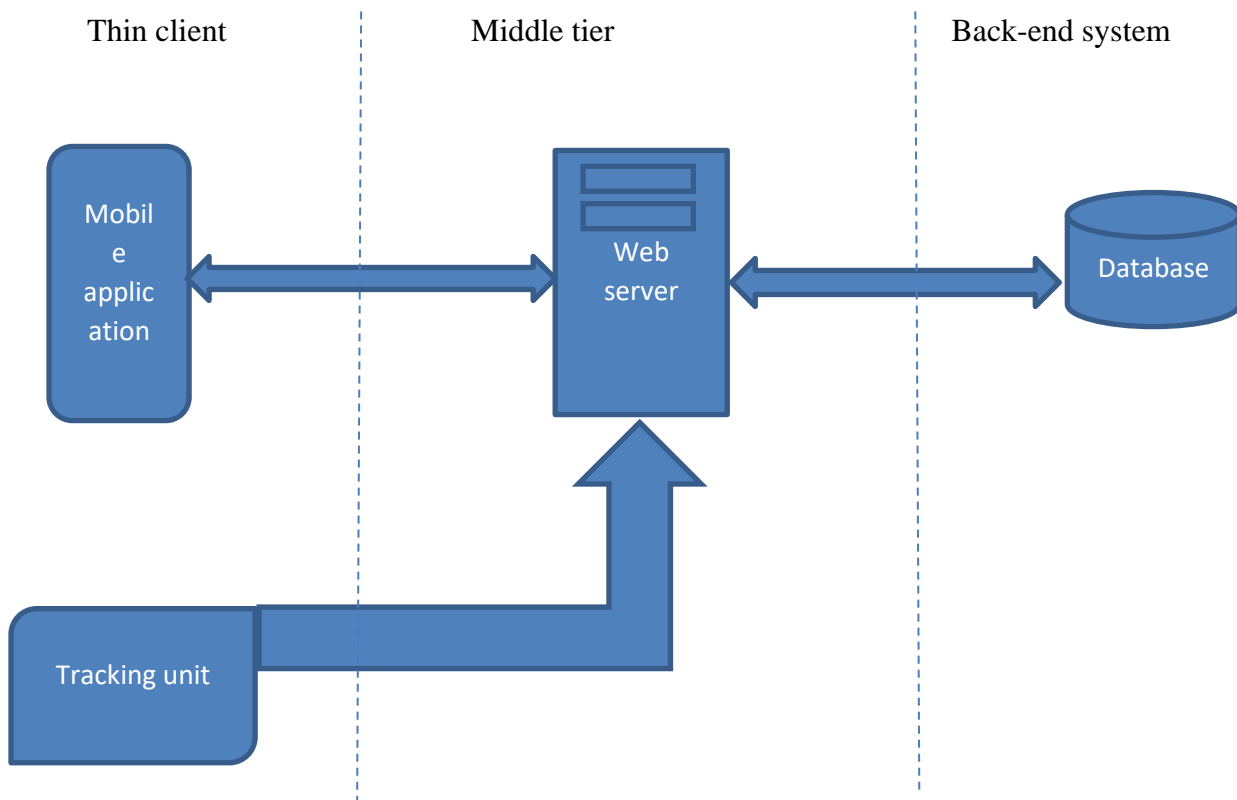 Thin client
Middle tier
Back-end system
Mobil
e
applic
ation
Web
server
Database
Tracking unit